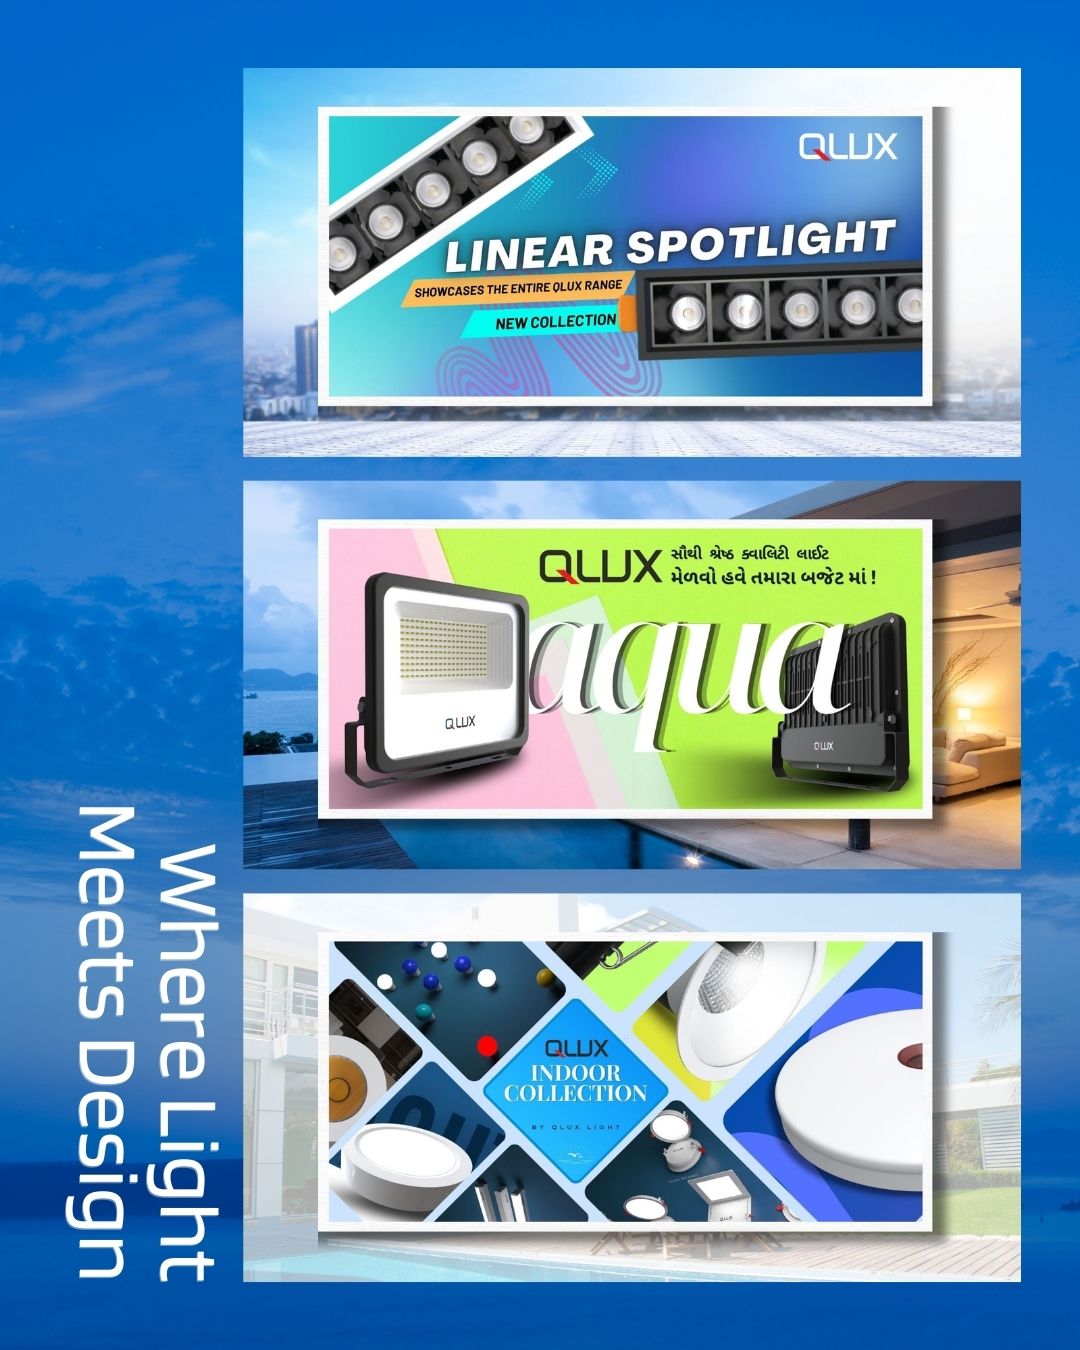 QLUX
LINEAR SPOTLIGHT
SHOWCASES THE ENTIRE QLUX RANGE
NEW COLLECTION
QLUX
સૌથી શ્રેષ્ઠ ક્વાલિટી લાઈટ
મેળવો હવે તમારા બજેટ માં !
aqua
QLUX
QLUX
QLUX
INDOOR
COLLECTION
BY QLUX LIGHT
QLUX
Where Light
Meets Design